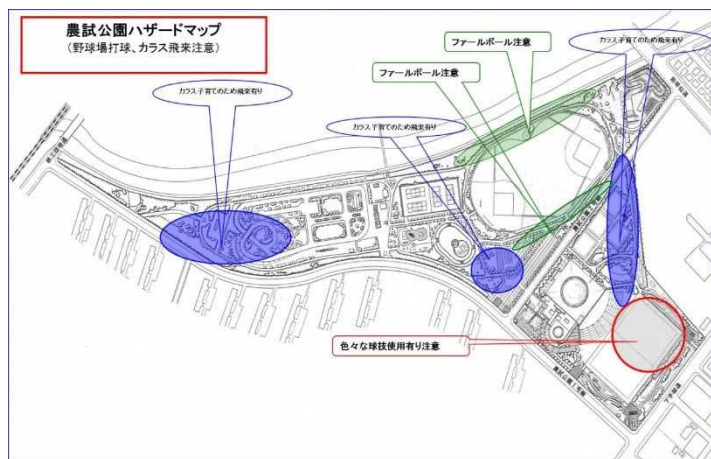 農試公園ハザードマップ
(野球場打球、カラス飛来注意)
ファールボール注意
カラス子育てのため飛来有り
ファールボール注意
カラス子育てのため飛来有り
カラス子育てのため飛来有り
色々な球技使用有り注意